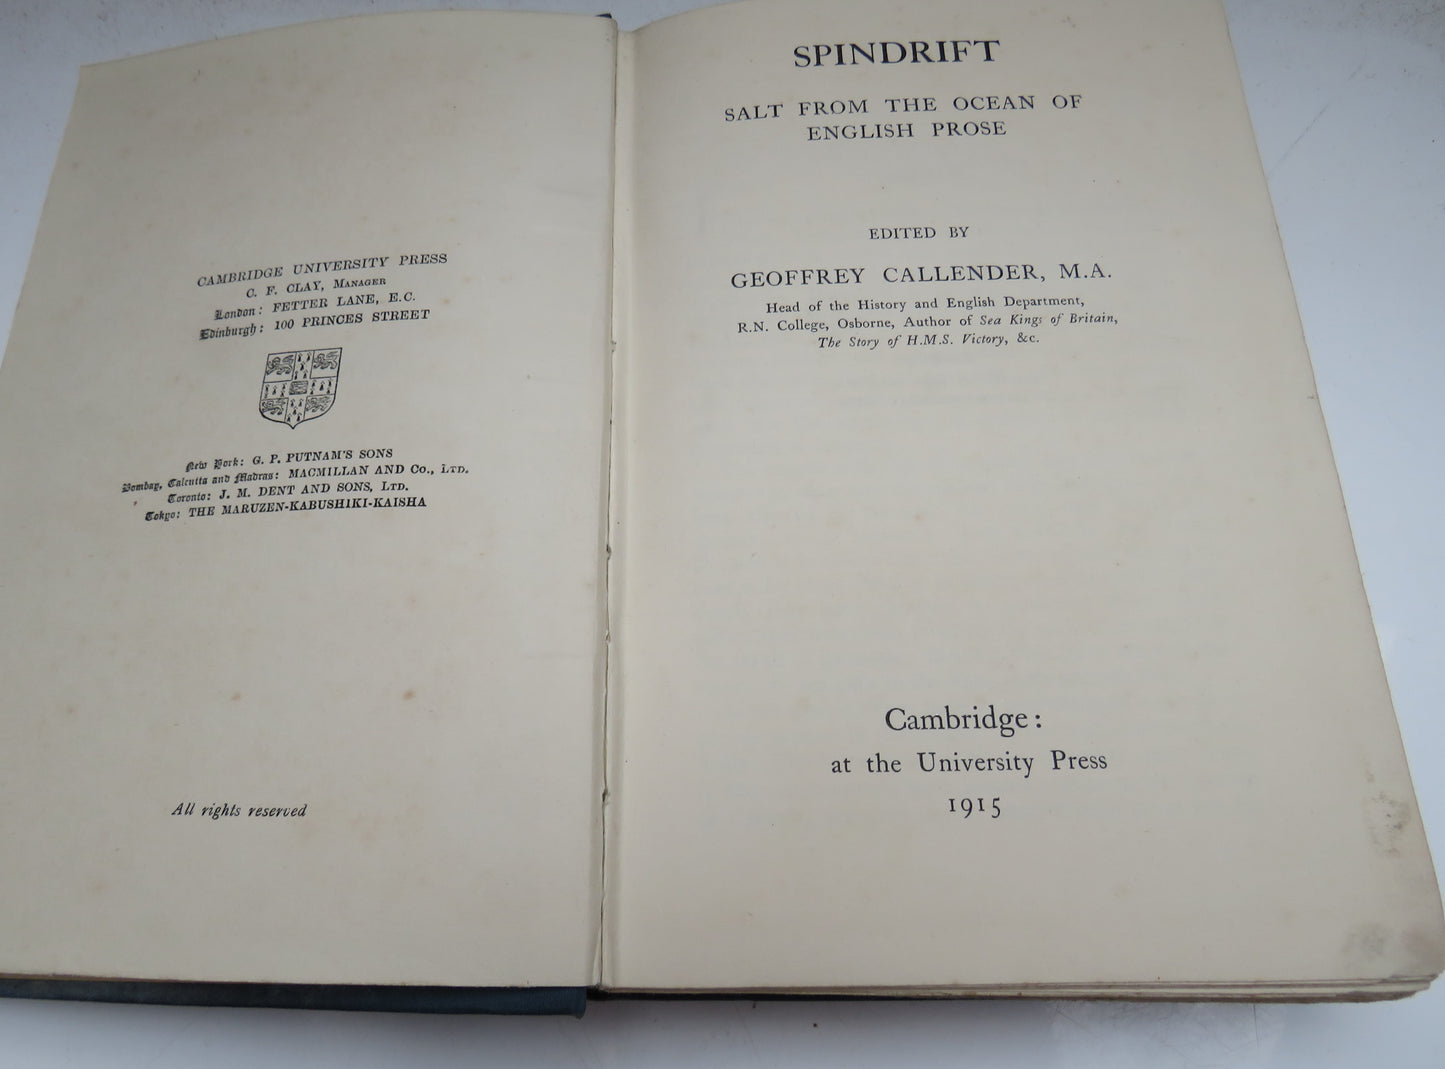 CAMBRIDGE UNIVERSITY PRESS
C. F. CLAY, MANAGER
London: FETTER LANE, E.C.
Edinburgh: 100 PRINCES STREET
New York: G. P. PUTNAM'S SONS
Bombay, Calcutta and Madras: MACMILLAN AND Co., LTD.
Toronto: J. M. DENT AND SONS, LTD.
Tokyo: THE MARUZEN-KABUSHIKI-KAISHA
All rights reserved
SPINDRIFT
SALT FROM THE OCEAN OF
ENGLISH PROSE
EDITED BY
GEOFFREY CALLENDER, M.A.
Head of the History and English Department,
R.N. College, Osborne, Author of Sea Kings of Britain,
The Story of H.M.S. Victory, &c.
Cambridge:
at the University Press
1915